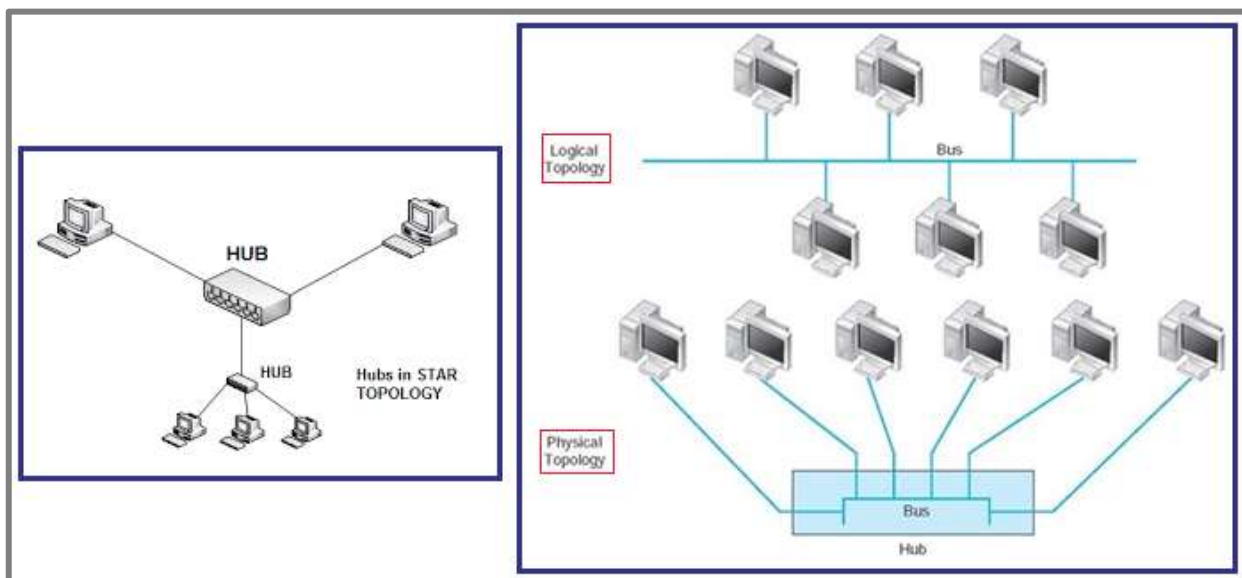 HUB
HUB
Hubs in STAR
TOPOLOGY
Logical
Topology
Bus
Physical
Topology
Bus
Hub